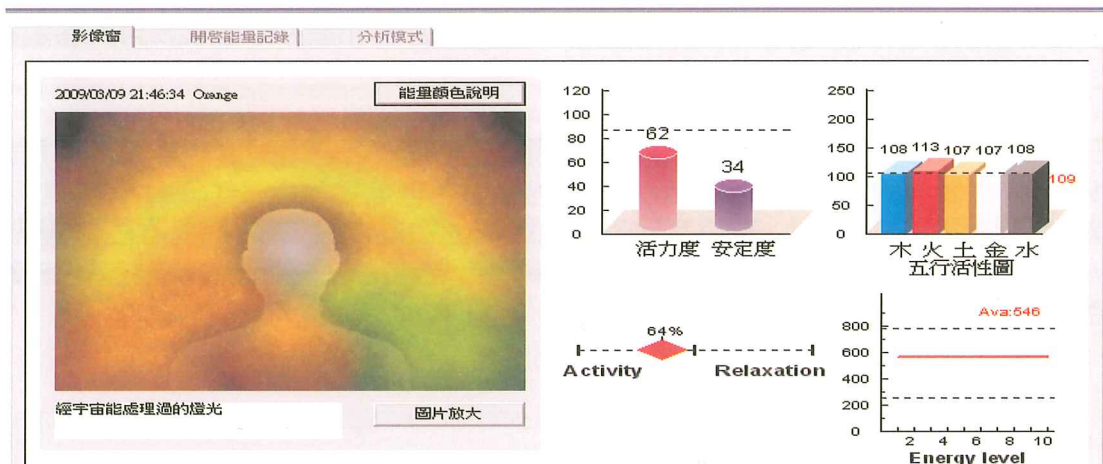 影像窗 開啓能量記錄 分析模式
2009/03/09 21:46:34 Orange
能量顏色說明
經宇宙能處理過的燈光
圖片放大
120
100
80
60
40
20
0
62
34
活力度 安定度
250
200
150
100
50
0
108 113 107 107 108
109
木 火 土 金 水
五行活性圖
64%
Activity Relaxation
Ava:546
800
600
400
200
0
2 4 6 8 10
Energy level